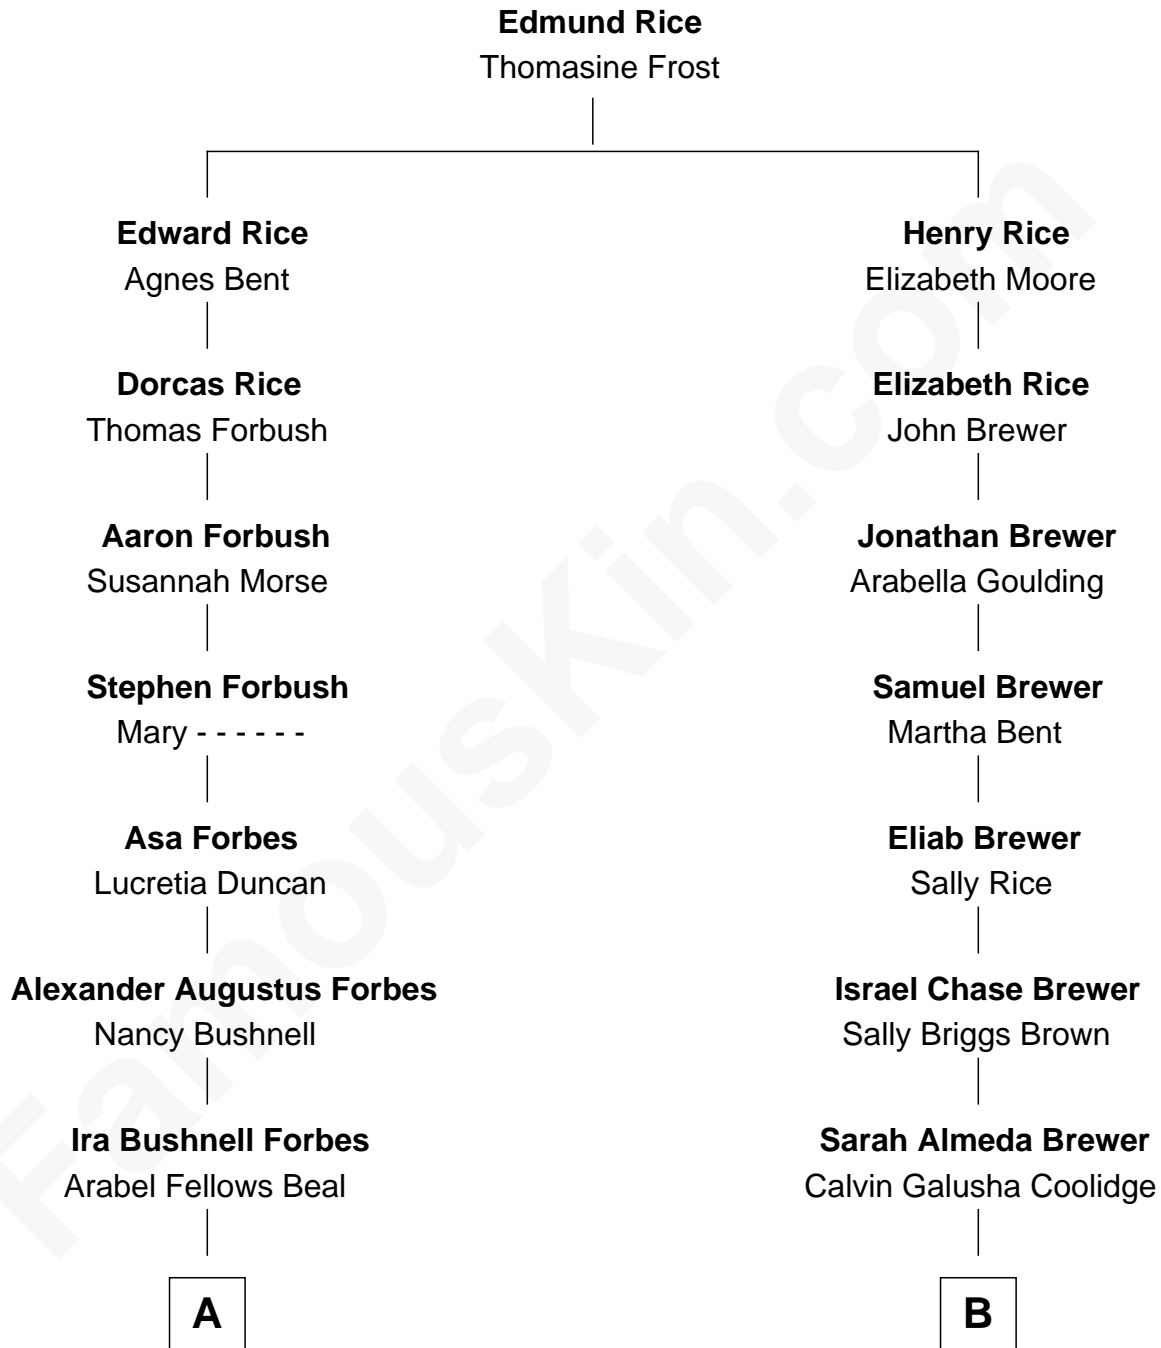 Edmund Rice
Thomasine Frost
Edward Rice
Agnes Bent
Dorcas Rice
Thomas Forbush
Aaron Forbush
Susannah Morse
Stephen Forbush
Mary - - - - - -
Asa Forbes
Lucretia Duncan
Alexander Augustus Forbes
Nancy Bushnell
Ira Bushnell Forbes
Arabel Fellows Beal
A
Henry Rice
Elizabeth Moore
Elizabeth Rice
John Brewer
Jonathan Brewer
Arabella Goulding
Samuel Brewer
Martha Bent
Eliab Brewer
Sally Rice
Israel Chase Brewer
Sally Briggs Brown
Sarah Almeda Brewer
Calvin Galusha Coolidge
B
FamousKin.com